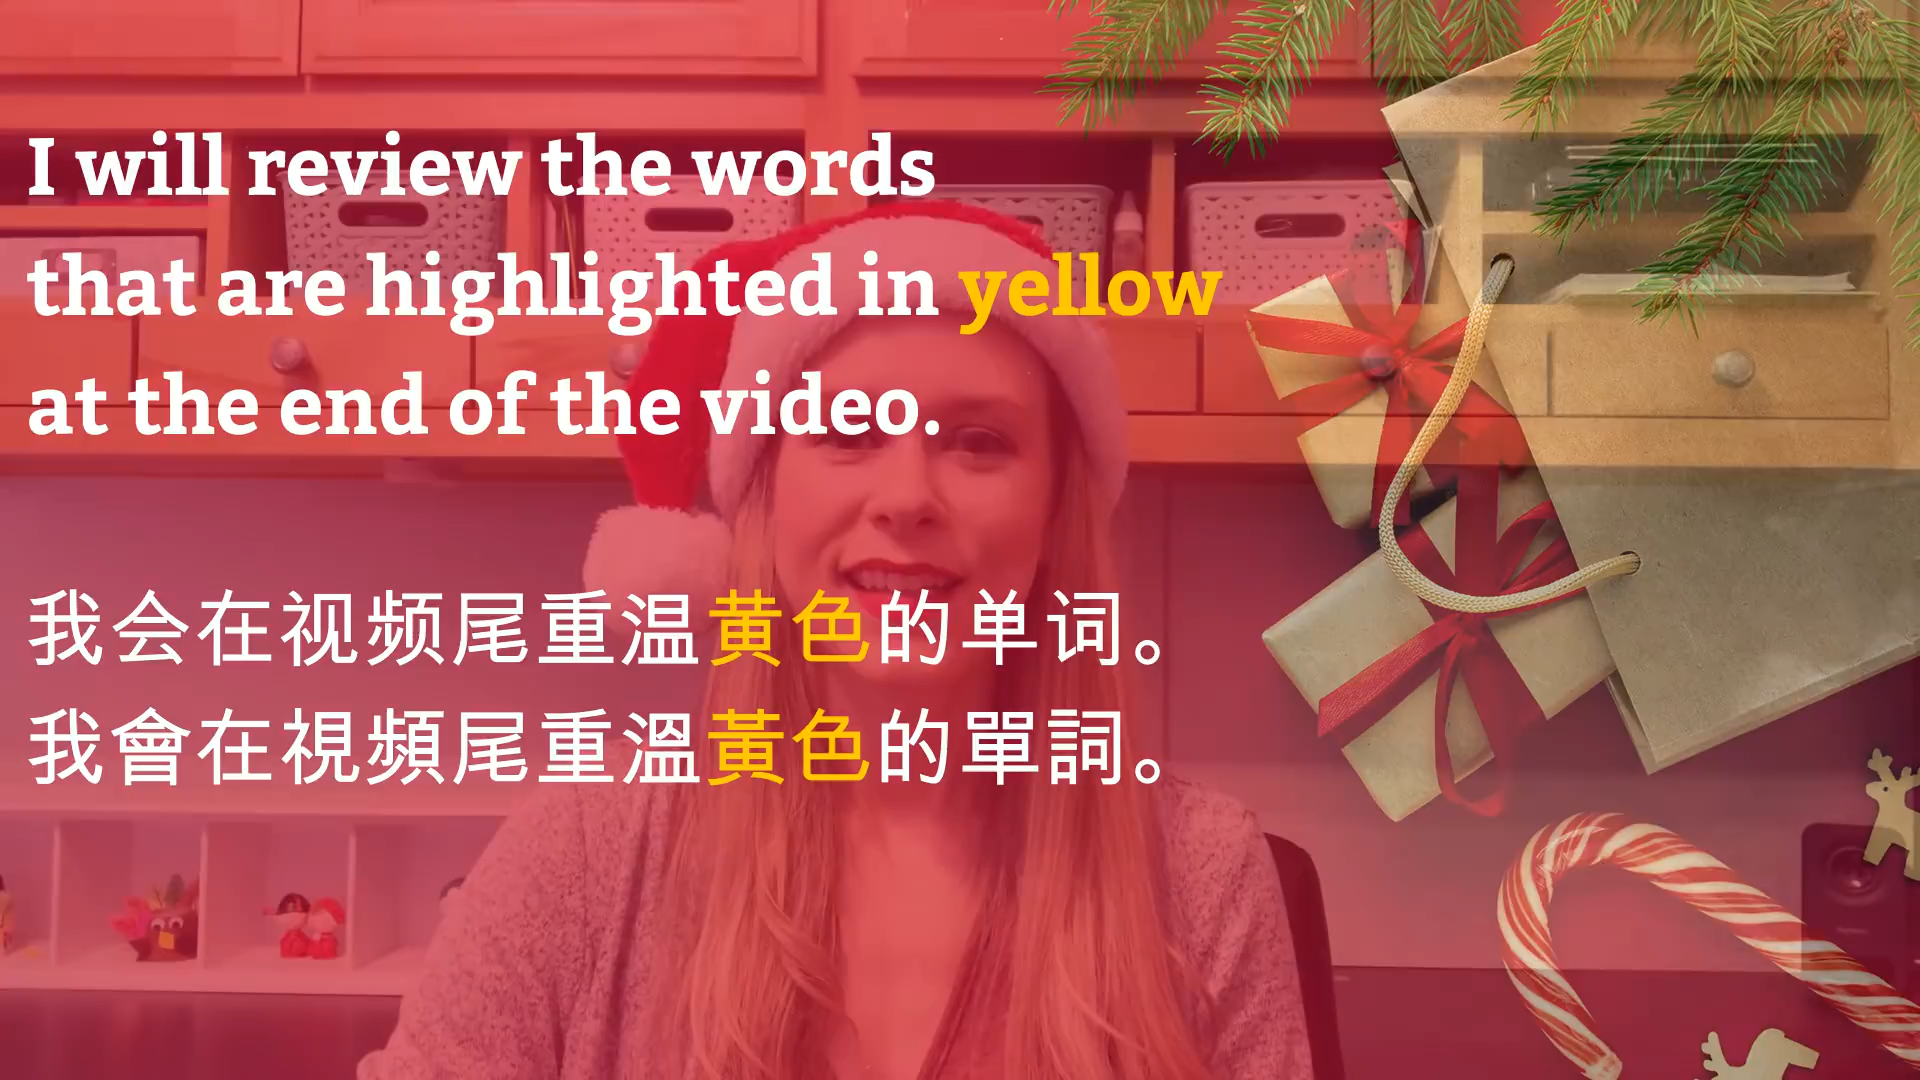 I will review the words
that are highlighted in yellow
at the end of the video.
我会在视频尾重温黄色的单词。
我會在視頻尾重溫黃色的單詞。